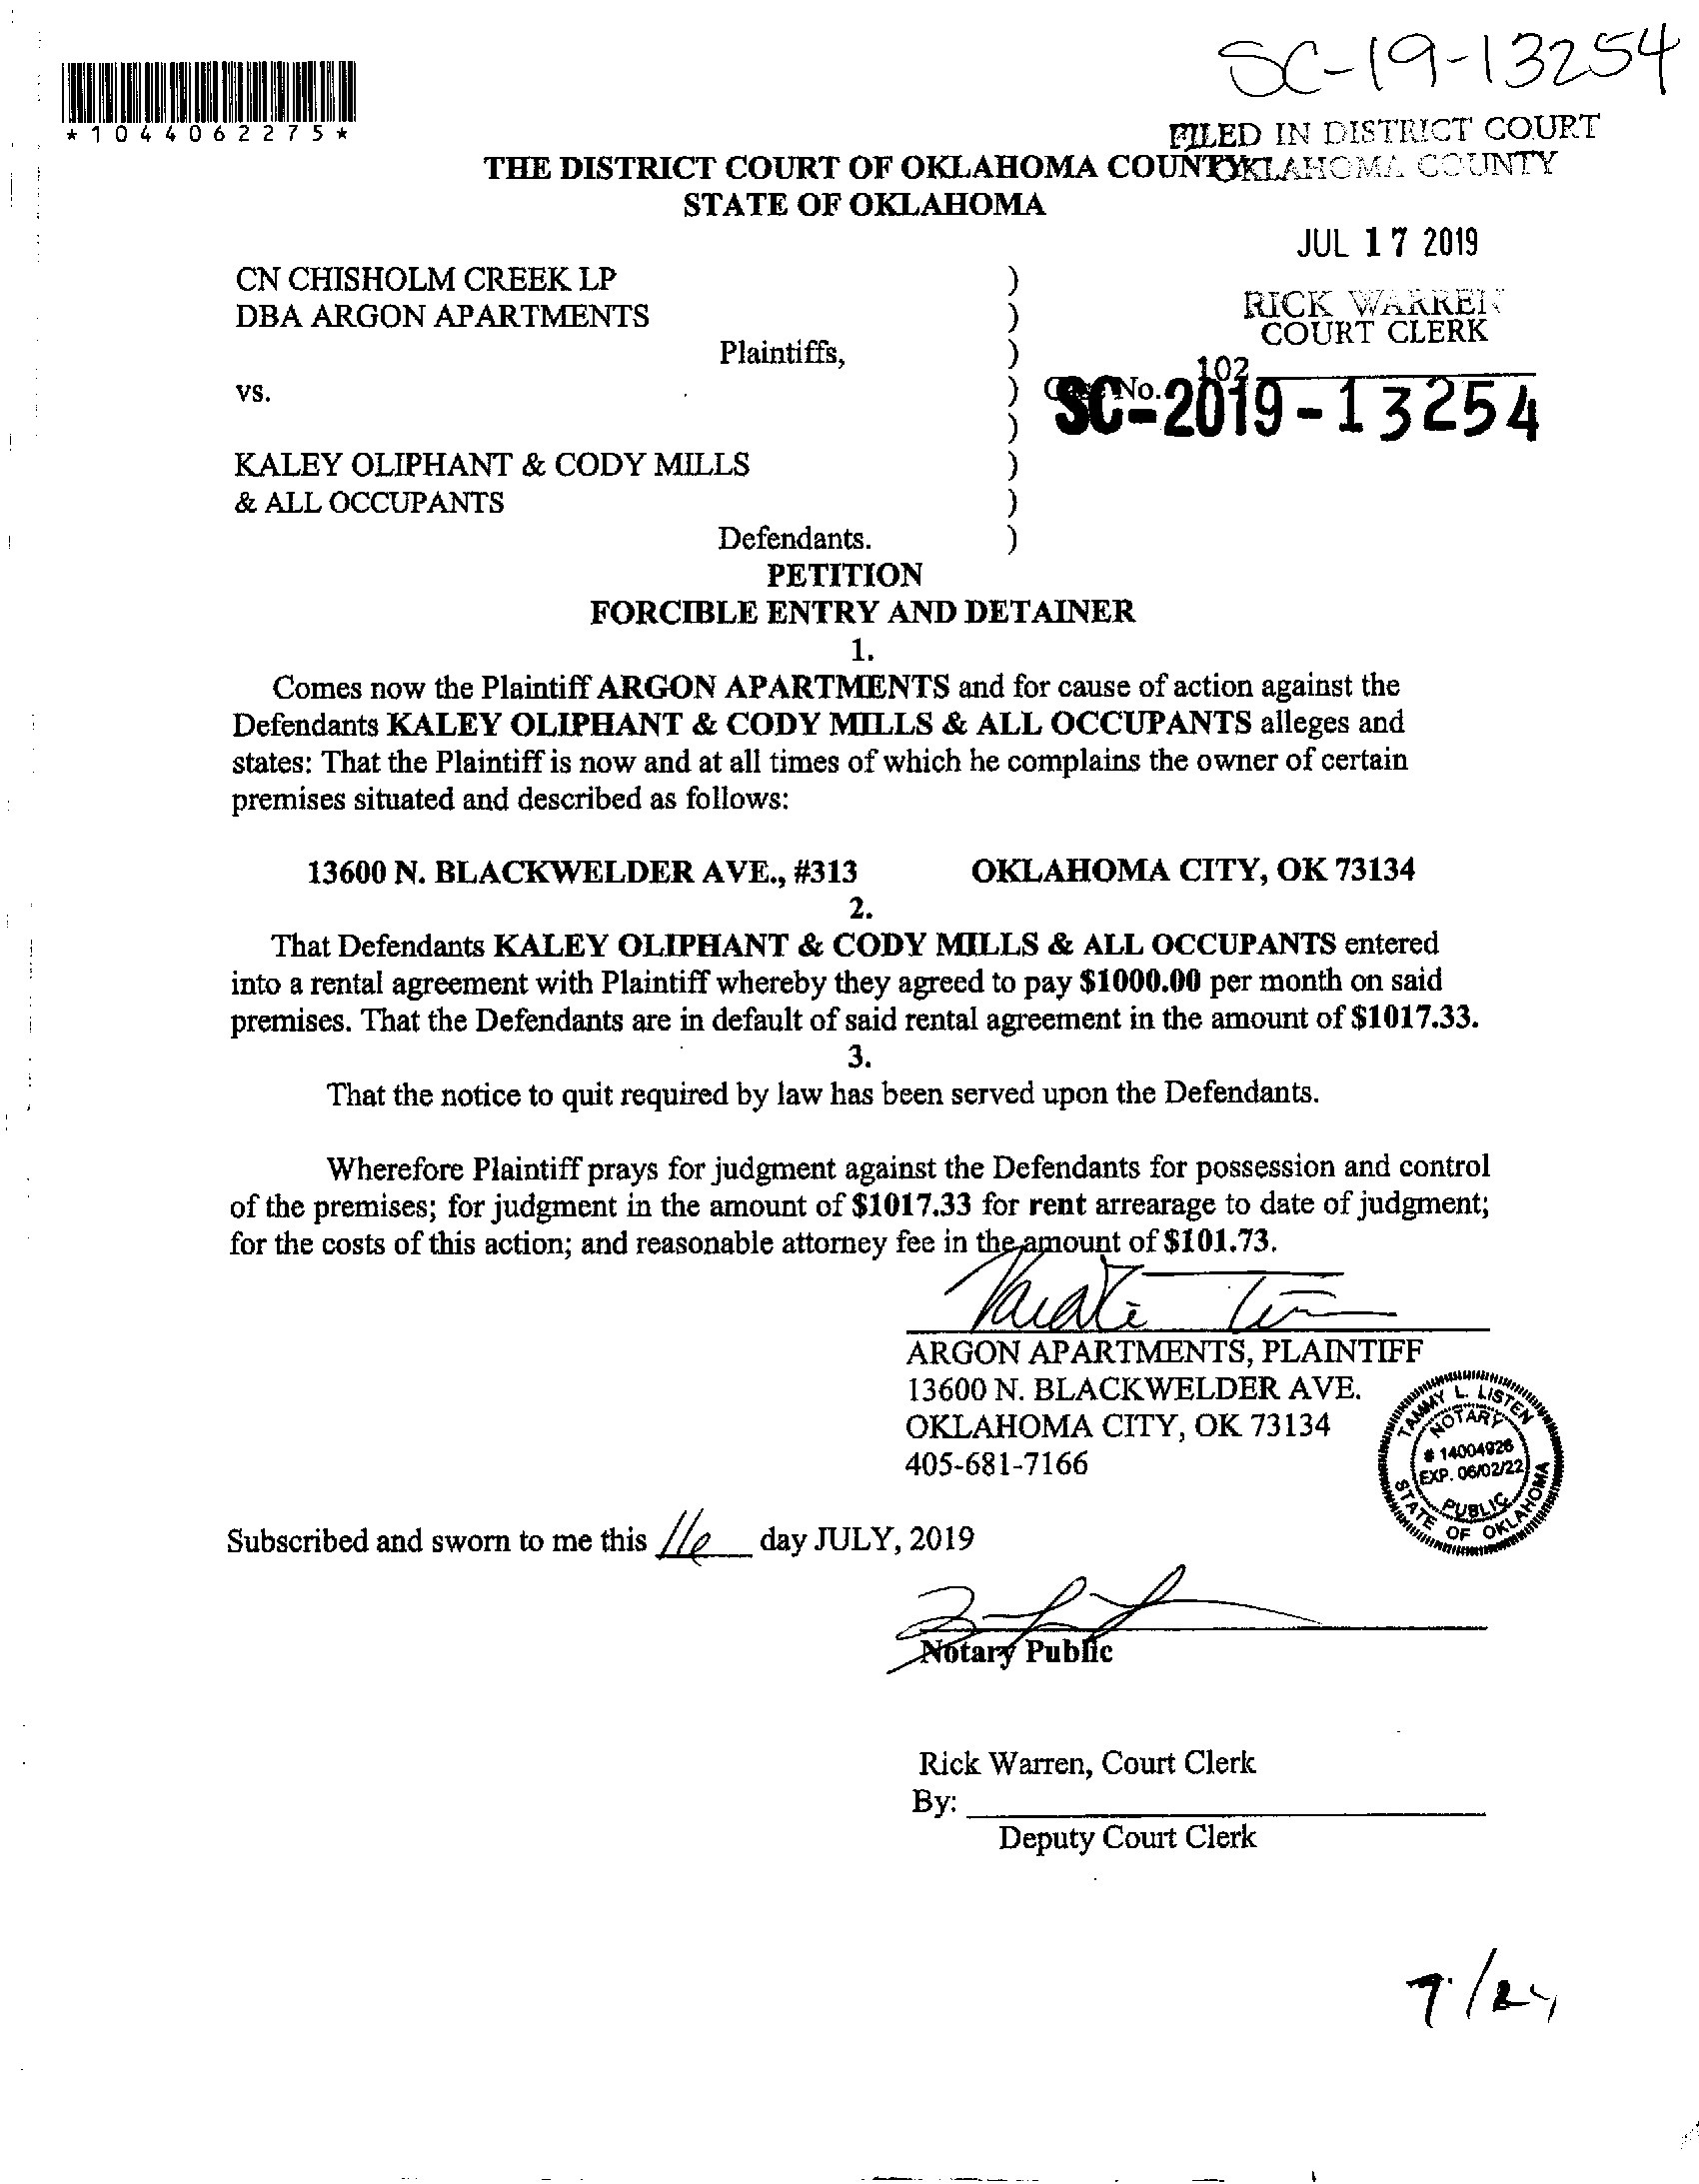 SC-19-13254
*1044062275*
FILED IN DISTRICT COURT
THE DISTRICT COURT OF OKLAHOMA COUNTY
OKLAHOMA COUNTY
STATE OF OKLAHOMA
JUL 17 2019
CN CHISHOLM CREEK LP )
DBA ARGON APARTMENTS )
RICK WARREN
COURT CLERK
Plaintiffs, )
102
vs. ) Case No.
SC-2019-13254
)
KALEY OLIPHANT & CODY MILLS )
& ALL OCCUPANTS )
Defendants. )
PETITION
FORCIBLE ENTRY AND DETAINER
1.
Comes now the Plaintiff ARGON APARTMENTS and for cause of action against the
Defendants KALEY OLIPHANT & CODY MILLS & ALL OCCUPANTS alleges and
states: That the Plaintiff is now and at all times of which he complains the owner of certain
premises situated and described as follows:
13600 N. BLACKWELDER AVE., #313 OKLAHOMA CITY, OK 73134
2.
That Defendants KALEY OLIPHANT & CODY MILLS & ALL OCCUPANTS entered
into a rental agreement with Plaintiff whereby they agreed to pay $1000.00 per month on said
premises. That the Defendants are in default of said rental agreement in the amount of $1017.33.
3.
That the notice to quit required by law has been served upon the Defendants.
Wherefore Plaintiff prays for judgment against the Defendants for possession and control
of the premises; for judgment in the amount of $1017.33 for rent arrearage to date of judgment;
for the costs of this action; and reasonable attorney fee in the amount of $101.73.
ARGON APARTMENTS, PLAINTIFF
13600 N. BLACKWELDER AVE.
OKLAHOMA CITY, OK 73134
405-681-7166
TAMMY L. LISTEN
NOTARY
# 14004926
EXP. 06/02/22
PUBLIC
STATE OF OKLAHOMA
Subscribed and sworn to me this 16 day JULY, 2019
Notary Public
Rick Warren, Court Clerk
By:
Deputy Court Clerk
7/24